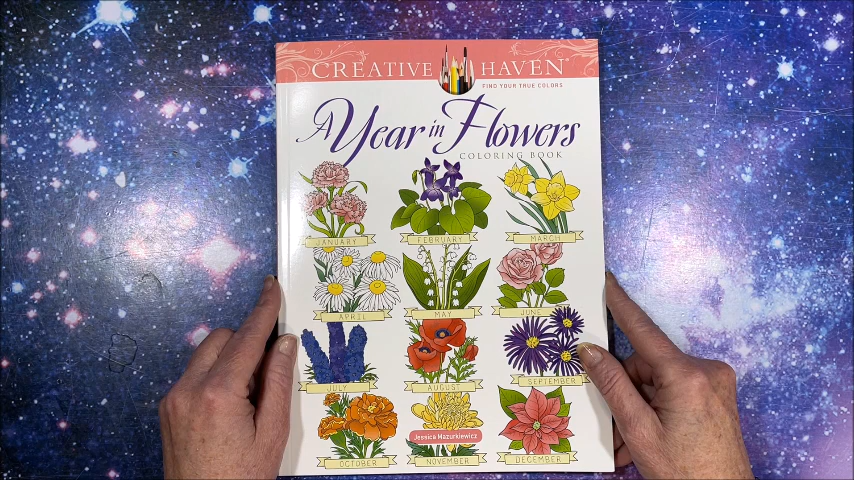 CREATIVE HAVEN
FIND YOUR TRUE COLORS
A Year in Flowers
COLORING BOOK
JANUARY
FEBRUARY
MARCH
APRIL
MAY
JUNE
JULY
AUGUST
SEPTEMBER
Jessica Mazurkiewicz
OCTOBER
NOVEMBER
DECEMBER